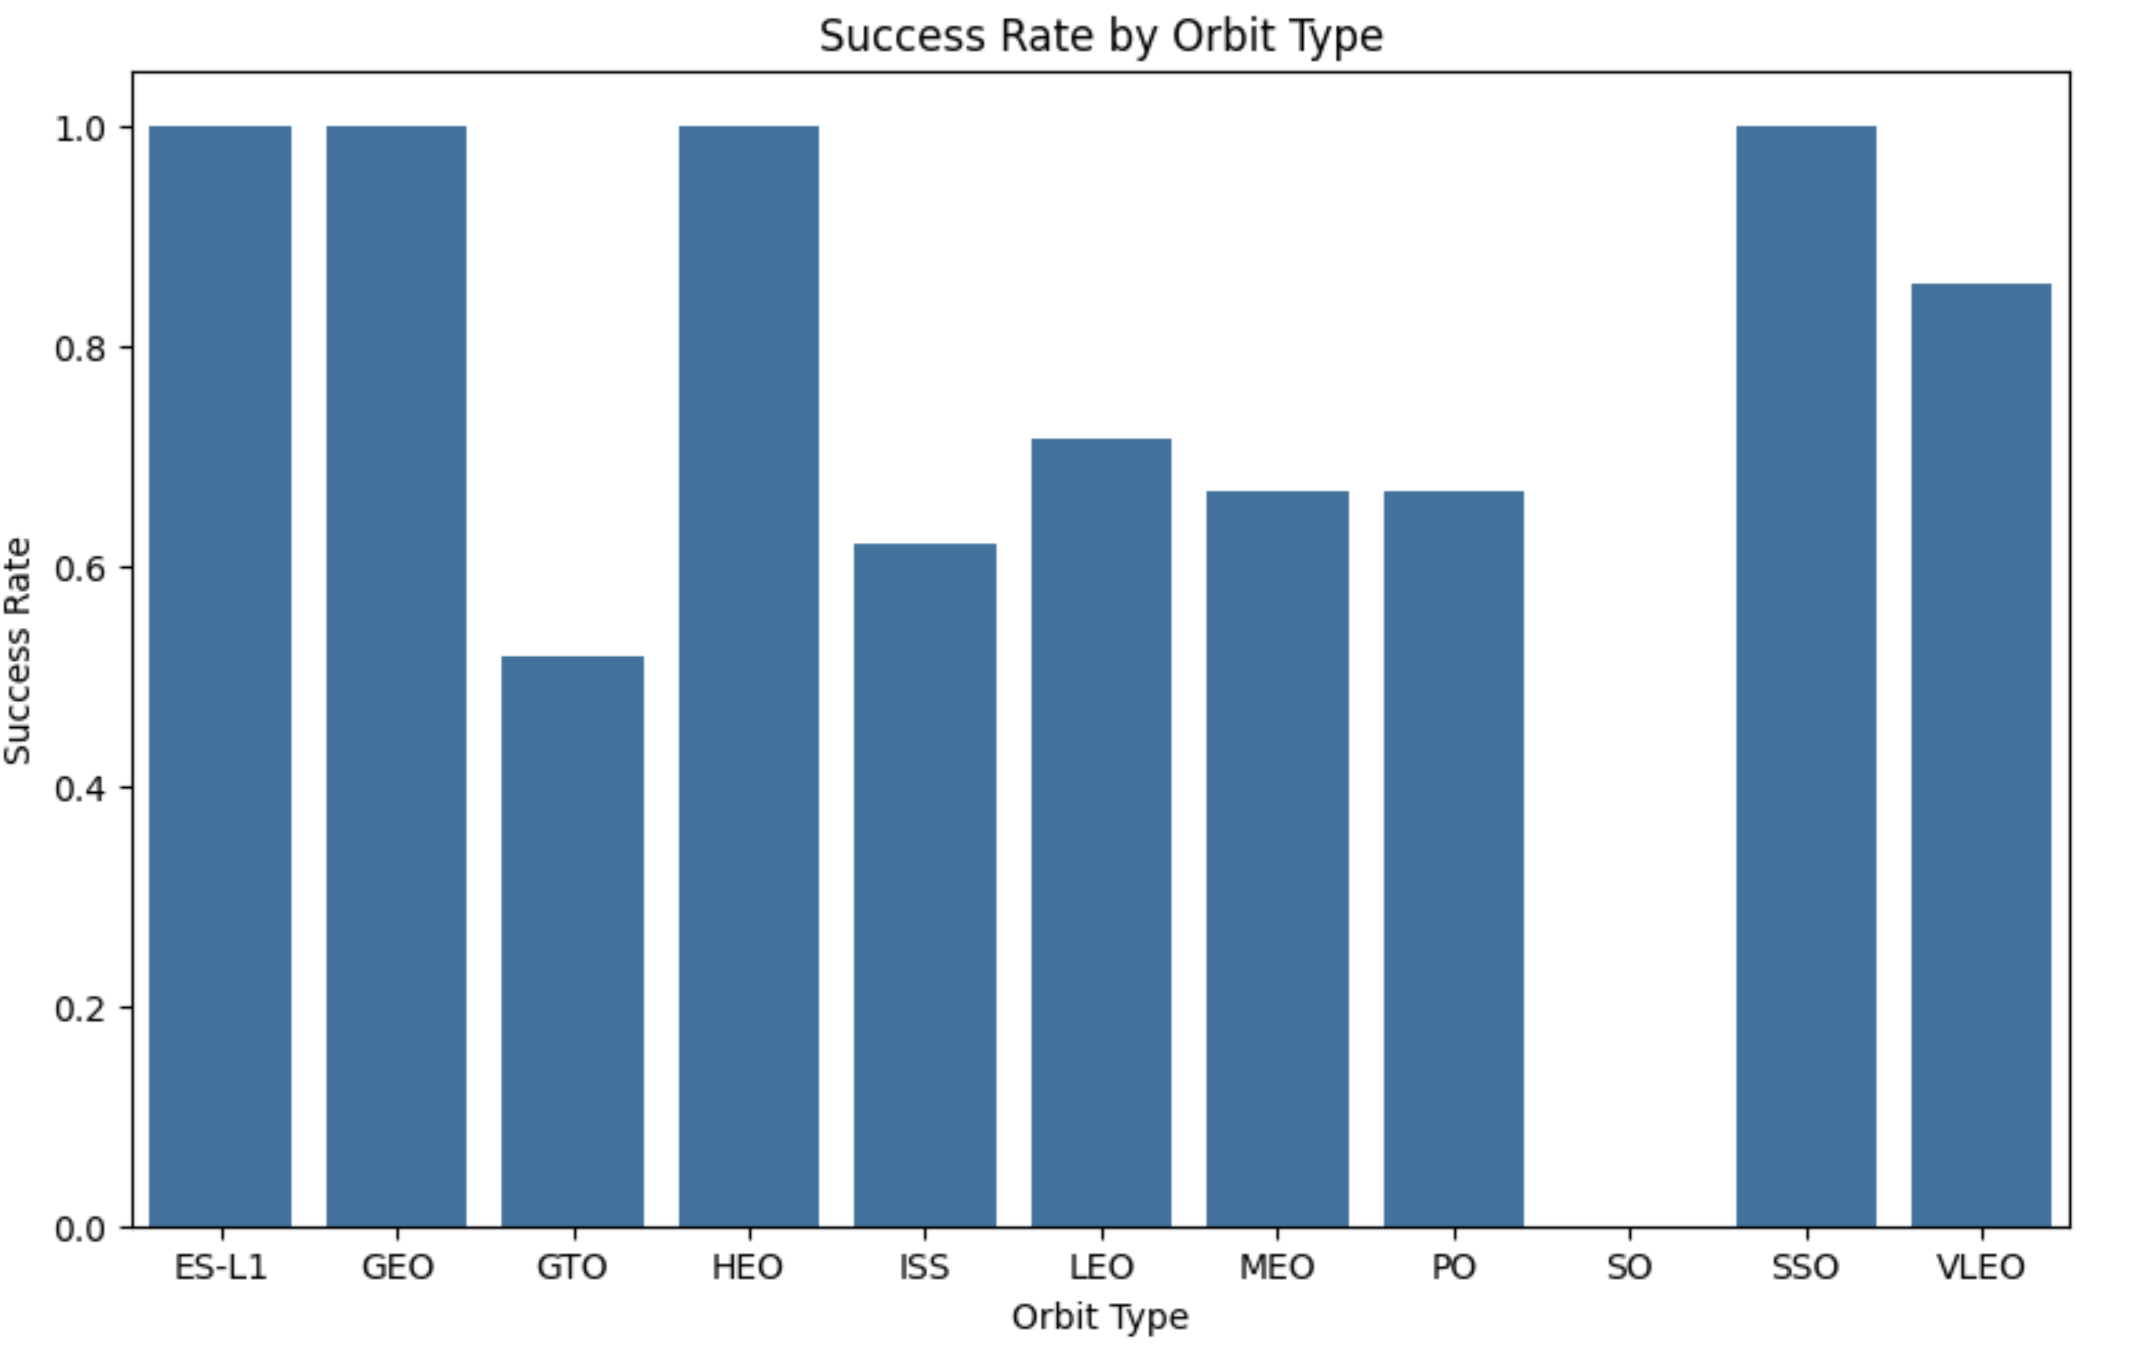 Success Rate by Orbit Type
Success Rate
1.0
0.8
0.6
0.4
0.2
0.0
ES-L1 GEO GTO HEO ISS LEO MEO PO SO SSO VLEO
Orbit Type